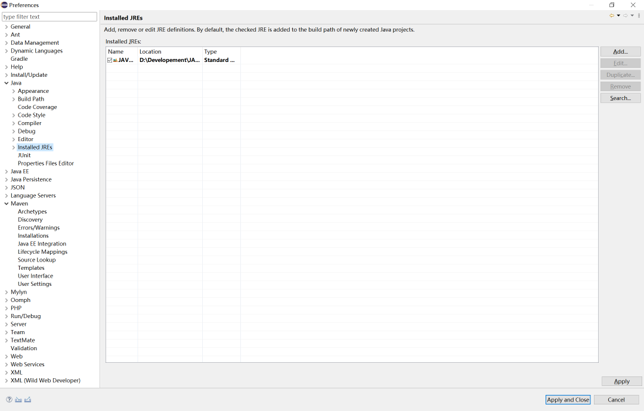 Preferences
type filter text
General
Ant
Data Management
Dynamic Languages
Gradle
Help
Install/Update
Java
Appearance
Build Path
Code Coverage
Code Style
Compiler
Debug
Editor
Installed JREs
JUnit
Properties Files Editor
Java EE
Java Persistence
JSON
Language Servers
Maven
Archetypes
Discovery
Errors/Warnings
Installations
Java EE Integration
Lifecycle Mappings
Source Lookup
Templates
User Interface
User Settings
Mylyn
Oomph
PHP
Run/Debug
Server
Team
TextMate
Validation
Web
Web Services
XML
XML (Wild Web Developer)
Installed JREs
Add, remove or edit JRE definitions. By default, the checked JRE is added to the build path of newly created Java projects.
Installed JREs:
Name Location Type
JAV... D:\Developement\JA... Standard ...
Add...
Edit...
Duplicate...
Remove
Search...
Apply
Apply and Close Cancel